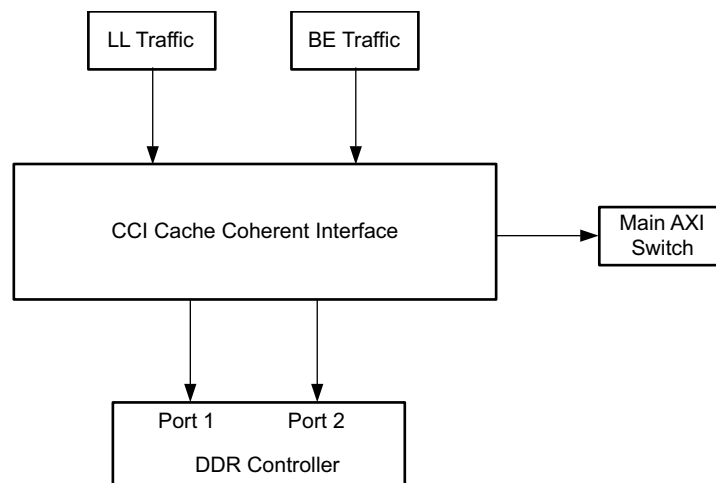 LL Traffic
BE Traffic
CCI Cache Coherent Interface
Main AXI
Switch
Port 1
Port 2
DDR Controller